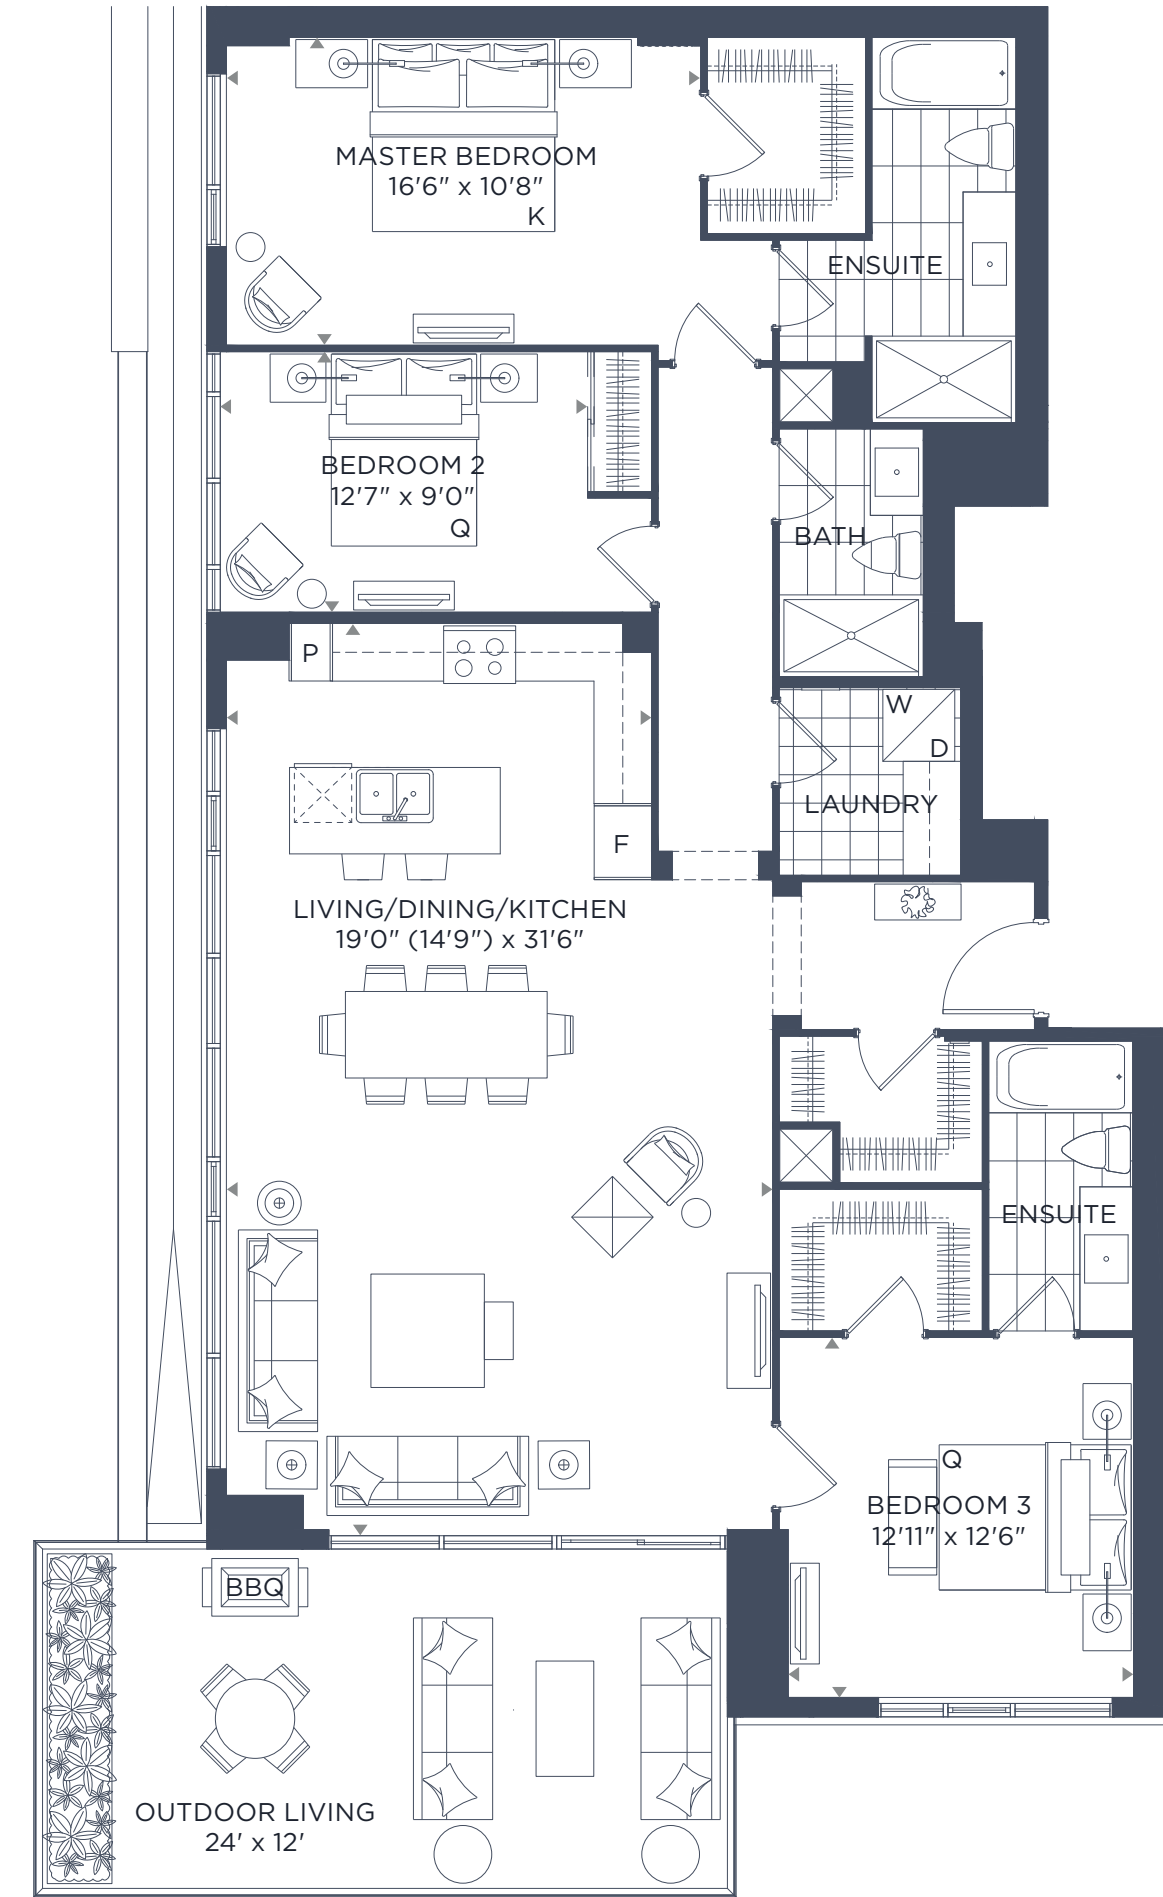 MASTER BEDROOM
16'6" x 10'8"
K
ENSUITE
BEDROOM 2
12'7" x 9'0"
Q
BATH
P
W
D
LAUNDRY
F
LIVING/DINING/KITCHEN
19'0" (14'9") x 31'6"
ENSUITE
Q
BEDROOM 3
12'11" x 12'6"
BBQ
OUTDOOR LIVING
24' x 12'